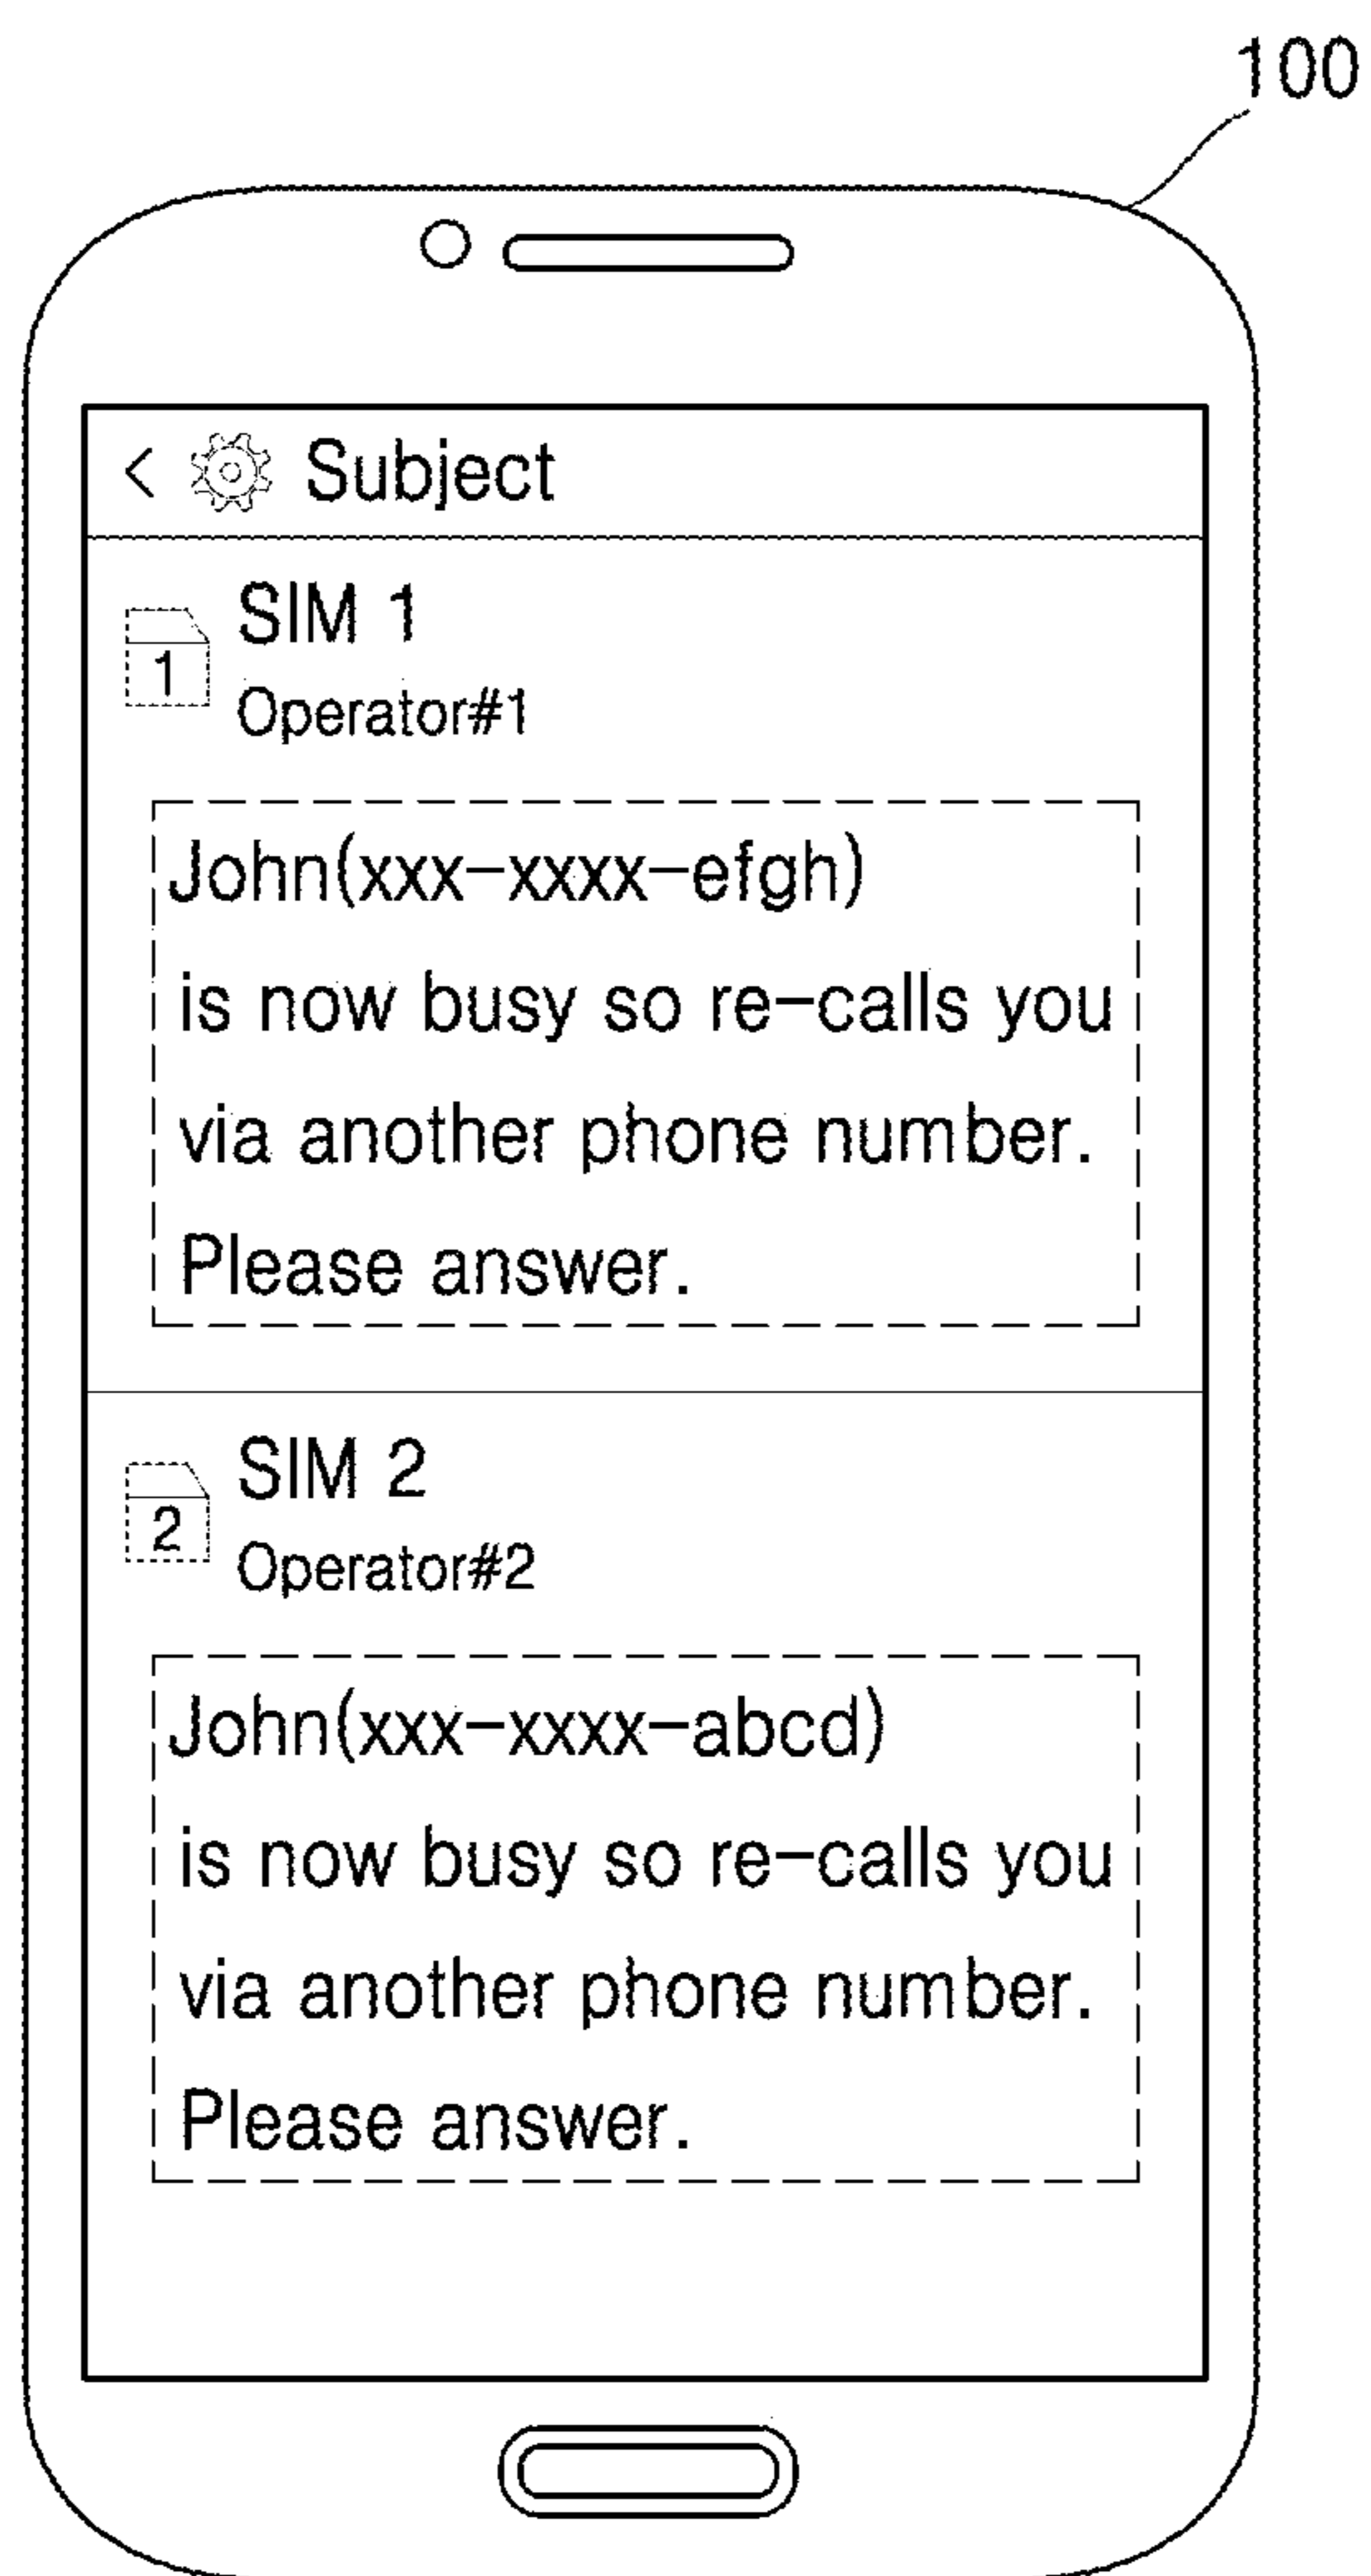 100
< Subject
1 SIM 1
Operator#1
John(xxx-xxxx-efgh)
is now busy so re-calls you
via another phone number.
Please answer.
2 SIM 2
Operator#2
John(xxx-xxxx-abcd)
is now busy so re-calls you
via another phone number.
Please answer.